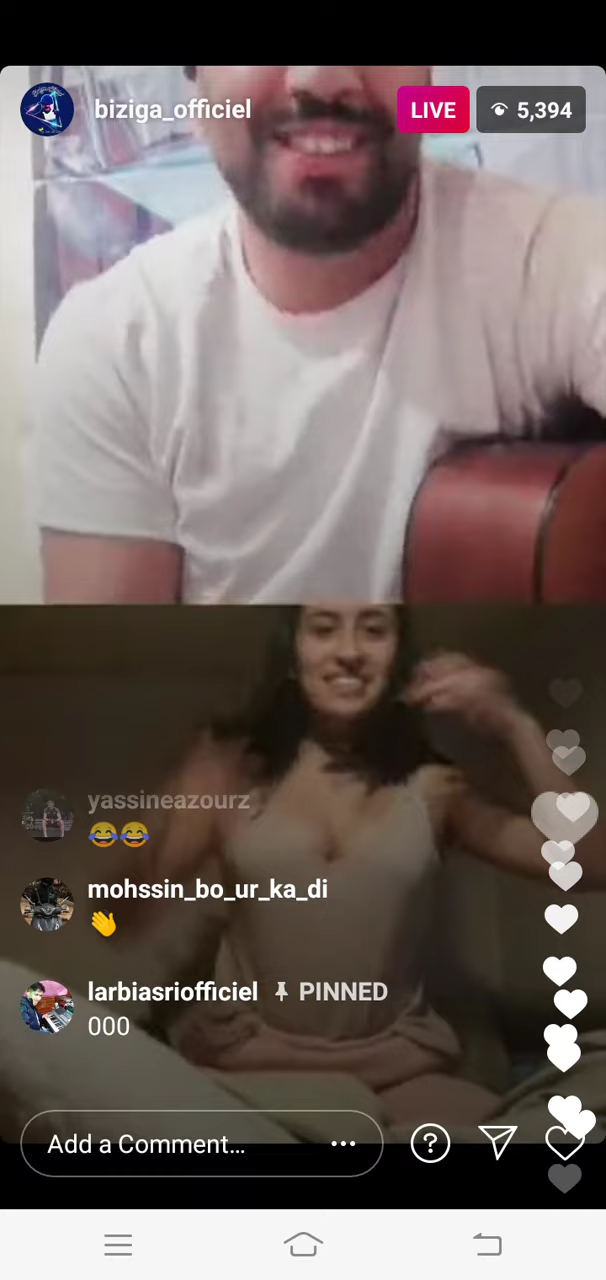 biziga_officiel
LIVE
5,394
yassineazourz
😂😂
mohssin_bo_ur_ka_di
👋
larbiasriofficiel PINNED
000
Add a Comment...